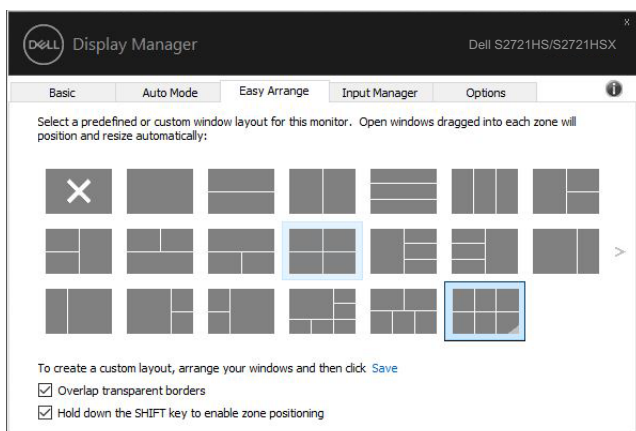 x
DELL Display Manager Dell S2721HS/S2721HSX
Basic Auto Mode Easy Arrange Input Manager Options i
Select a predefined or custom window layout for this monitor. Open windows dragged into each zone will
position and resize automatically:
>
To create a custom layout, arrange your windows and then click Save
Overlap transparent borders
Hold down the SHIFT key to enable zone positioning